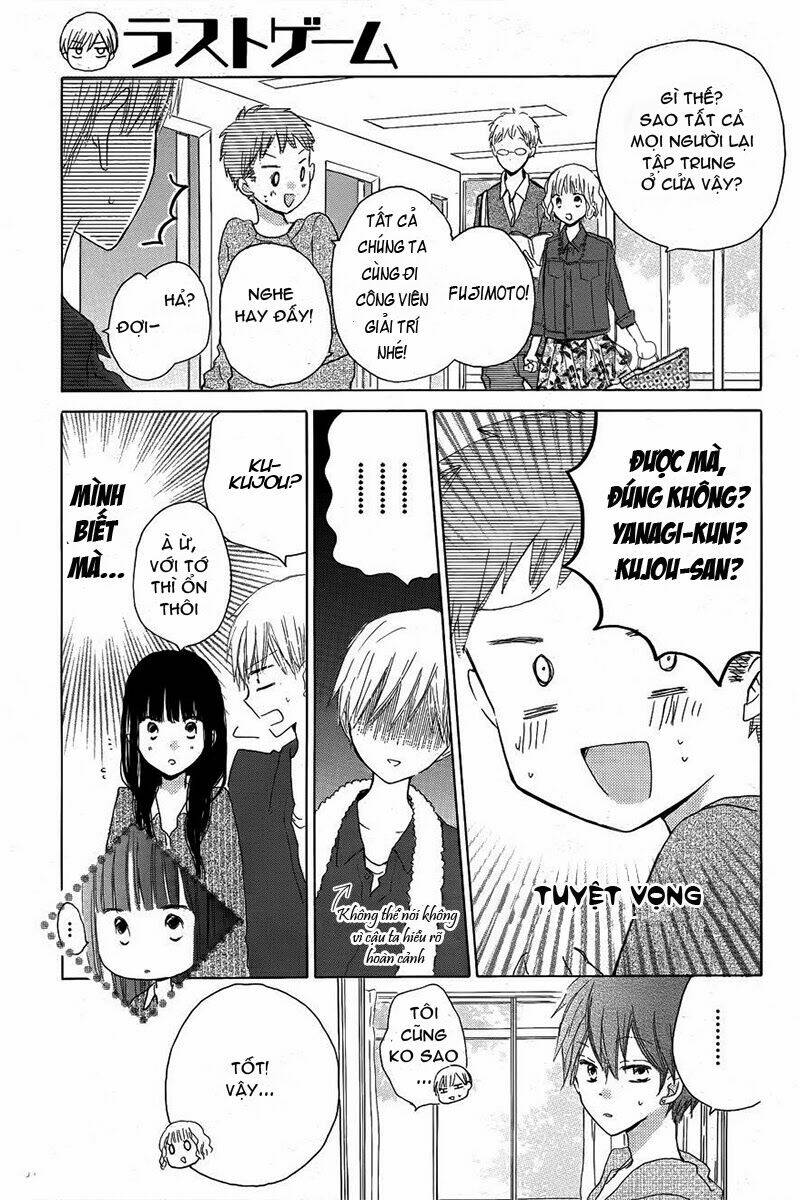 ラストゲーム
GÌ THẾ?
SAO TẤT CẢ
MỌI NGƯỜI LẠI
TẬP TRUNG
Ở CỬA VẬY?
FUJIMOTO!
TẤT CẢ
CHÚNG TA
CÙNG ĐI
CÔNG VIÊN
GIẢI TRÍ
NHÉ!
NGHE
HAY ĐẤY!
HẢ?
ĐỢI-
ĐƯỢC MÀ,
ĐÚNG KHÔNG?
YANAGI-KUN?
KUJOU-SAN?
TUYỆT VỌNG
Không thể nói không
vì cậu ta hiểu rõ
hoàn cảnh
KU-
KUJOU?
À Ừ,
VỚI TỚ
THÌ ỔN
THÔI
MÌNH
BIẾT
MÀ...
...
TÔI
CŨNG
KO SAO
...
TỐT!
VẬY...